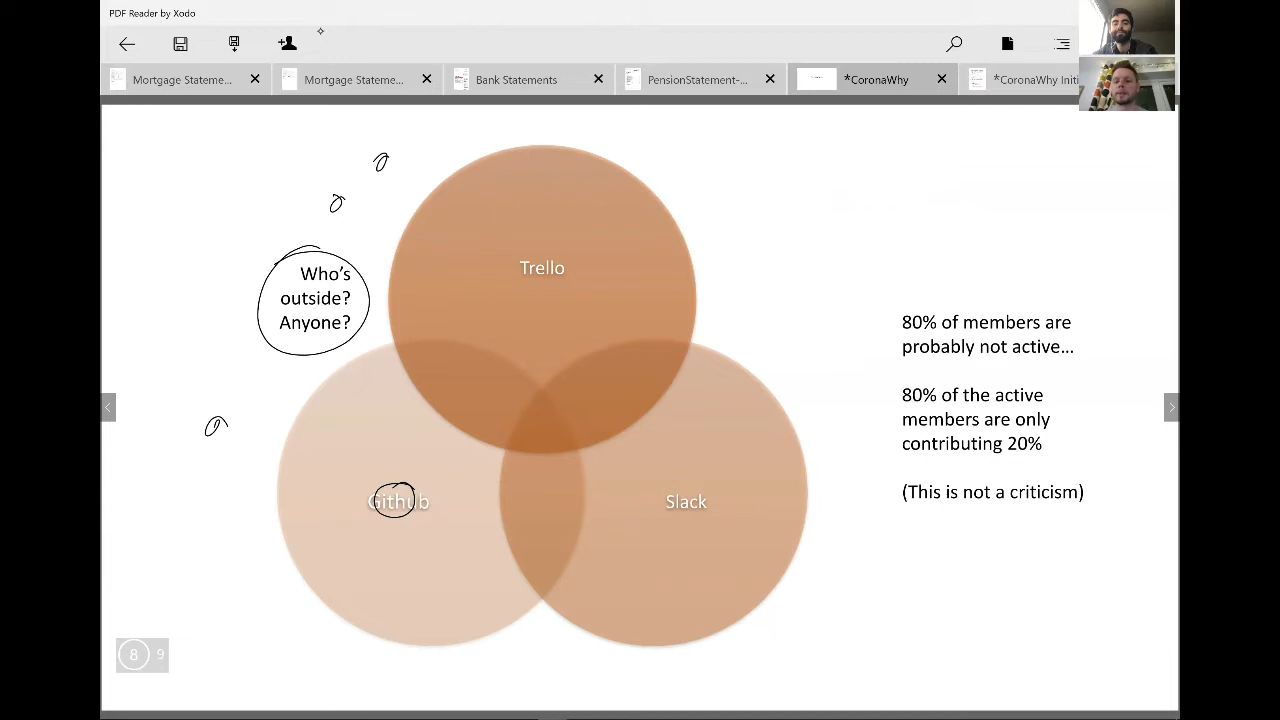 PDF Reader by Xodo
Mortgage Stateme...
Mortgage Stateme...
Bank Statements
PensionStatement-...
*CoronaWhy
*CoronaWhy Initi
Trello
Who's
outside?
Anyone?
Github
Slack
80% of members are
probably not active...
80% of the active
members are only
contributing 20%
(This is not a criticism)
8 9